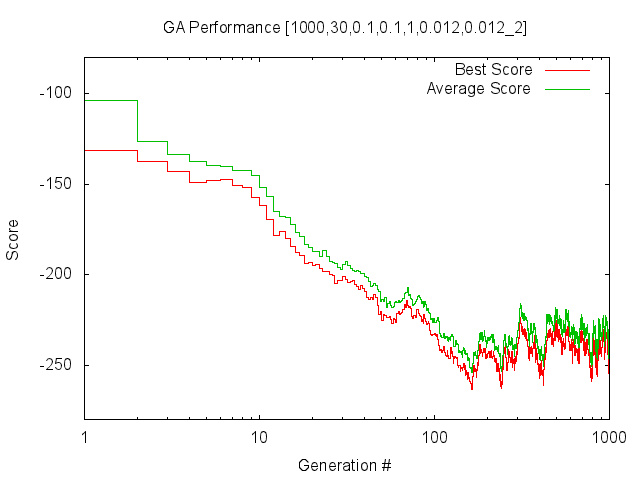 GA Performance [1000,30,0.1,0.1,1,0.012,0.012_2]
Best Score
Average Score
-100
-150
-200
-250
Score
1 10 100 1000
Generation #